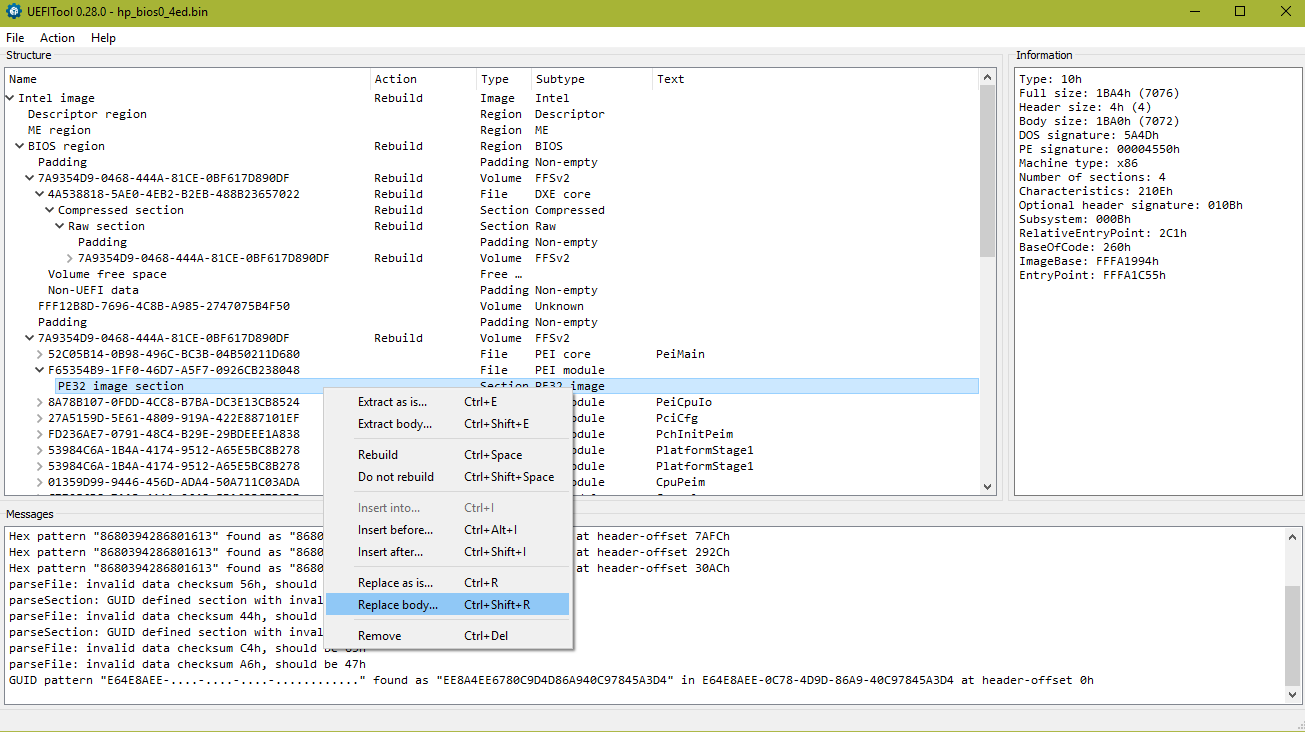 UEFITool 0.28.0 - hp_bios0_4ed.bin
File Action Help
Structure
Name Action Type Subtype Text
Intel image Rebuild Image Intel
Descriptor region Region Descriptor
ME region Region ME
BIOS region Rebuild Region BIOS
Padding Padding Non-empty
7A9354D9-0468-444A-81CE-0BF617D890DF Rebuild Volume FFSv2
4A538818-5AE0-4EB2-B2EB-488B23657022 Rebuild File DXE core
Compressed section Rebuild Section Compressed
Raw section Rebuild Section Raw
Padding Padding Non-empty
7A9354D9-0468-444A-81CE-0BF617D890DF Rebuild Volume FFSv2
Volume free space Free …
Non-UEFI data Padding Non-empty
FFF12B8D-7696-4C8B-A985-2747075B4F50 Volume Unknown
Padding Padding Non-empty
7A9354D9-0468-444A-81CE-0BF617D890DF Rebuild Volume FFSv2
52C05B14-0B98-496C-BC3B-04B50211D680 File PEI core PeiMain
F65354B9-1FF0-46D7-A5F7-0926CB238048 File PEI module
PE32 image section Section PE32 image
8A78B107-0FDD-4CC8-B7BA-DC3E13CB8524 odule PeiCpuIo
27A5159D-5E61-4809-919A-422E887101EF odule PciCfg
FD236AE7-0791-48C4-B29E-29BDEEE1A838 odule PchInitPeim
53984C6A-1B4A-4174-9512-A65E5BC8B278 odule PlatformStage1
53984C6A-1B4A-4174-9512-A65E5BC8B278 odule PlatformStage1
01359D99-9446-456D-ADA4-50A711C03ADA odule CpuPeim
Extract as is... Ctrl+E
Extract body... Ctrl+Shift+E
Rebuild Ctrl+Space
Do not rebuild Ctrl+Shift+Space
Insert into... Ctrl+I
Insert before... Ctrl+Alt+I
Insert after... Ctrl+Shift+I
Replace as is... Ctrl+R
Replace body... Ctrl+Shift+R
Remove Ctrl+Del
Information
Type: 10h
Full size: 1BA4h (7076)
Header size: 4h (4)
Body size: 1BA0h (7072)
DOS signature: 5A4Dh
PE signature: 00004550h
Machine type: x86
Number of sections: 4
Characteristics: 210Eh
Optional header signature: 010Bh
Subsystem: 000Bh
RelativeEntryPoint: 2C1h
BaseOfCode: 260h
ImageBase: FFFA1994h
EntryPoint: FFFA1C55h
Messages
Hex pattern "8680394286801613" found as "8680 at header-offset 7AFCh
Hex pattern "8680394286801613" found as "8680 at header-offset 292Ch
Hex pattern "8680394286801613" found as "8680 at header-offset 30ACh
parseFile: invalid data checksum 56h, should
parseSection: GUID defined section with inval
parseFile: invalid data checksum 44h, should
parseSection: GUID defined section with inval
parseFile: invalid data checksum C4h, should be
parseFile: invalid data checksum A6h, should be 47h
GUID pattern "E64E8AEE-....-....-....-............" found as "EE8A4EE6780C9D4D86A940C97845A3D4" in E64E8AEE-0C78-4D9D-86A9-40C97845A3D4 at header-offset 0h